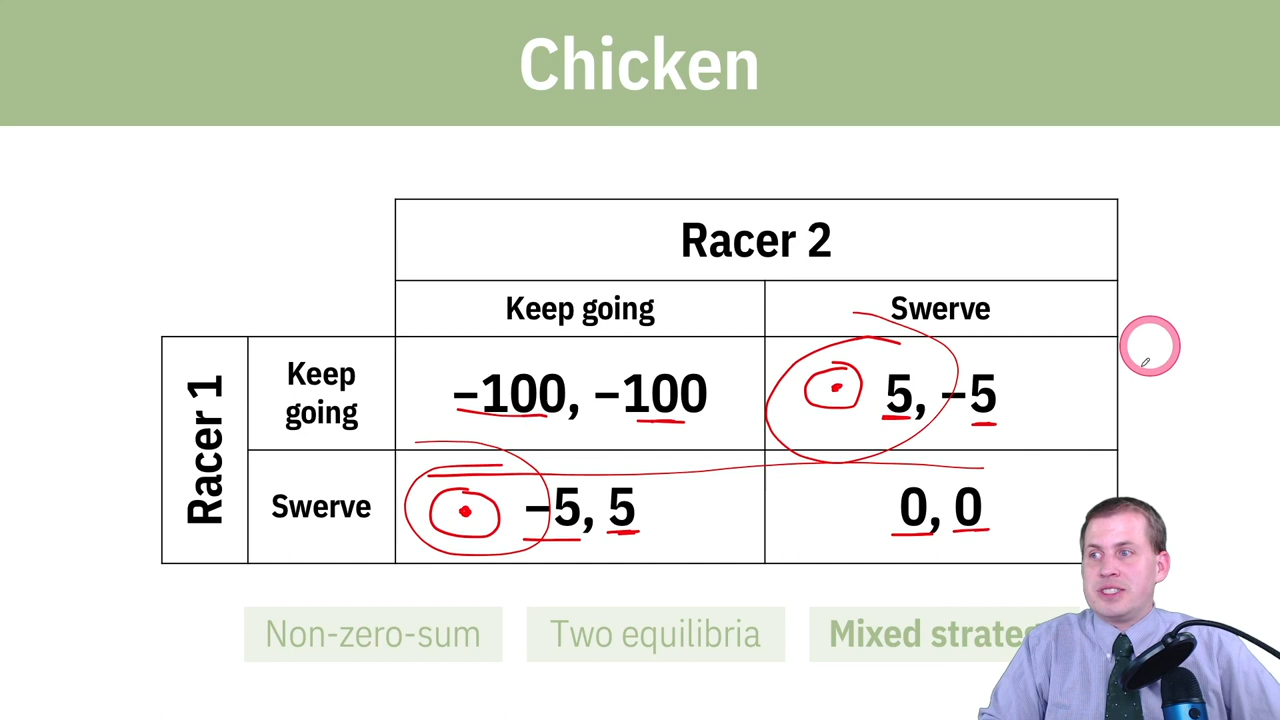 Chicken
Racer 2
Keep going Swerve
Racer 1
Keep
going
−100, −100 5, −5
Swerve −5, 5 0, 0
Non-zero-sum Two equilibria Mixed